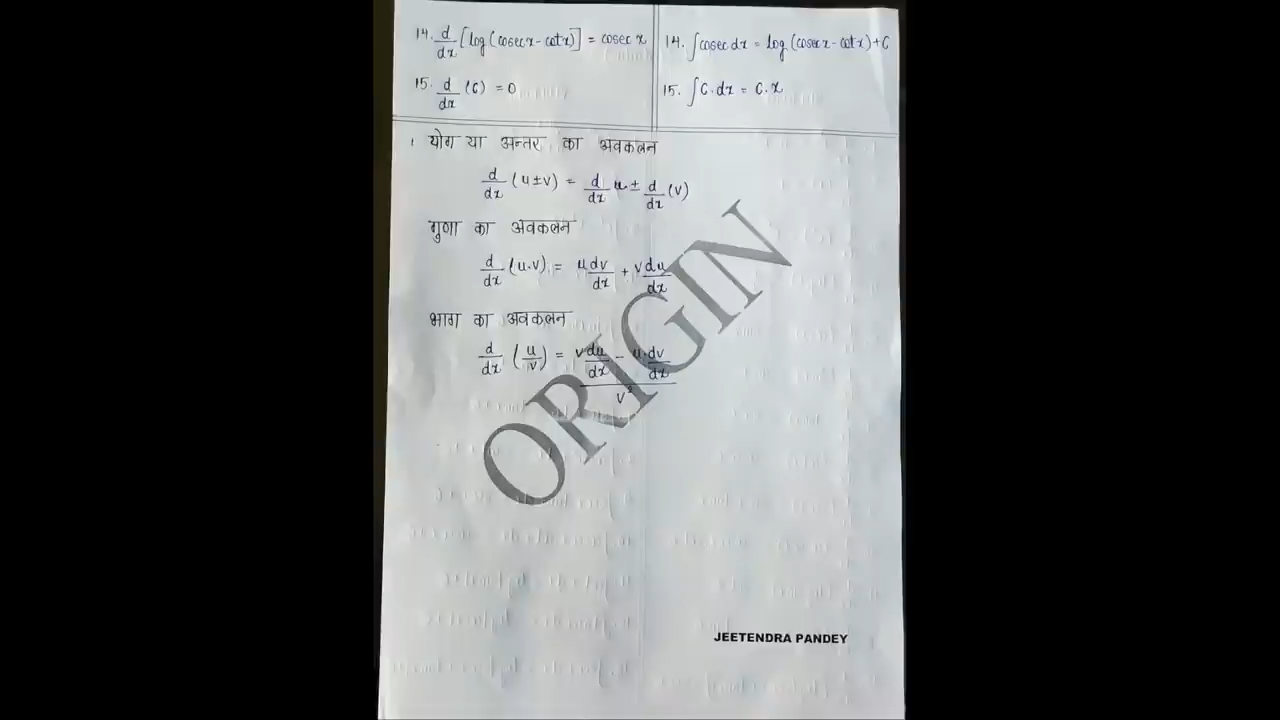 14. d/dx [log(cosec x - cot x)] = cosec x
14. ∫cosec dx = log (cosec x - cot x) + c
15. d/dx (c) = 0
15. ∫C·dx = C·x
योग या अन्तर का अवकलन
d/dx (u±v) = d/dx u ± d/dx (v)
गुणा का अवकलन
d/dx (u·v) = u dv/dx + v du/dx
भाग का अवकलन
d/dx (u/v) = (v du/dx - u·dv/dx)/v²
ORIGIN
JEETENDRA PANDEY